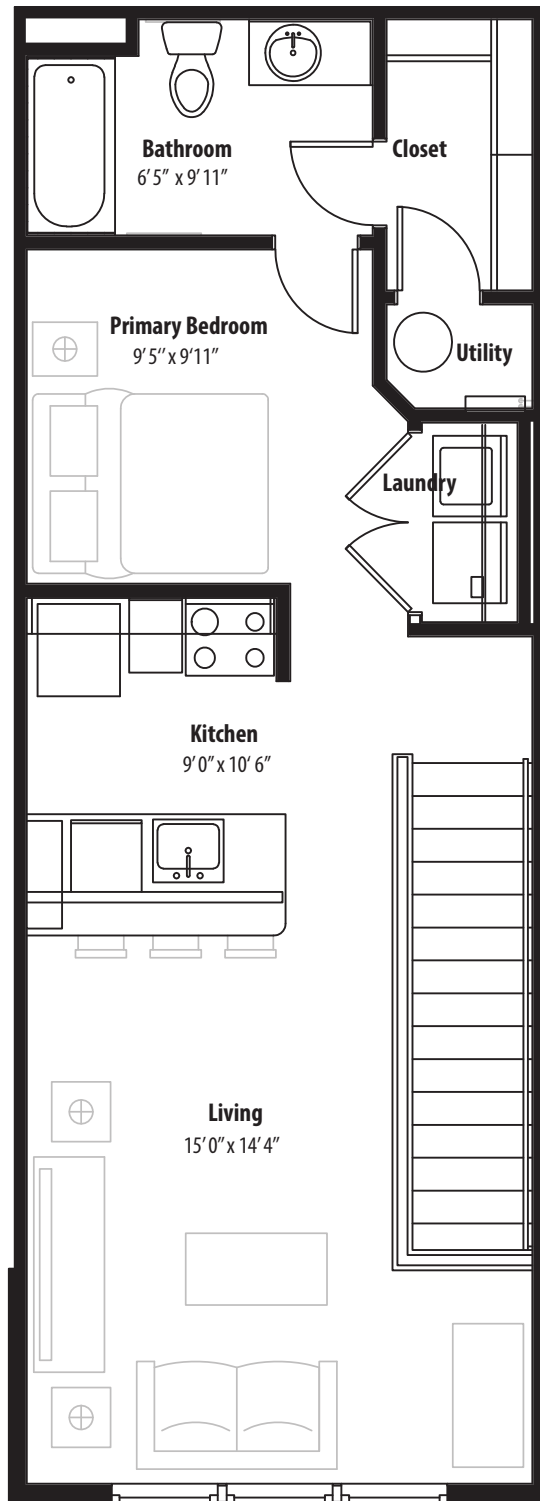 Bathroom
6'5" x 9'11"
Closet
Primary Bedroom
9'5" x 9'11"
Utility
Laundry
Kitchen
9'0" x 10' 6"
Living
15'0" x 14'4"